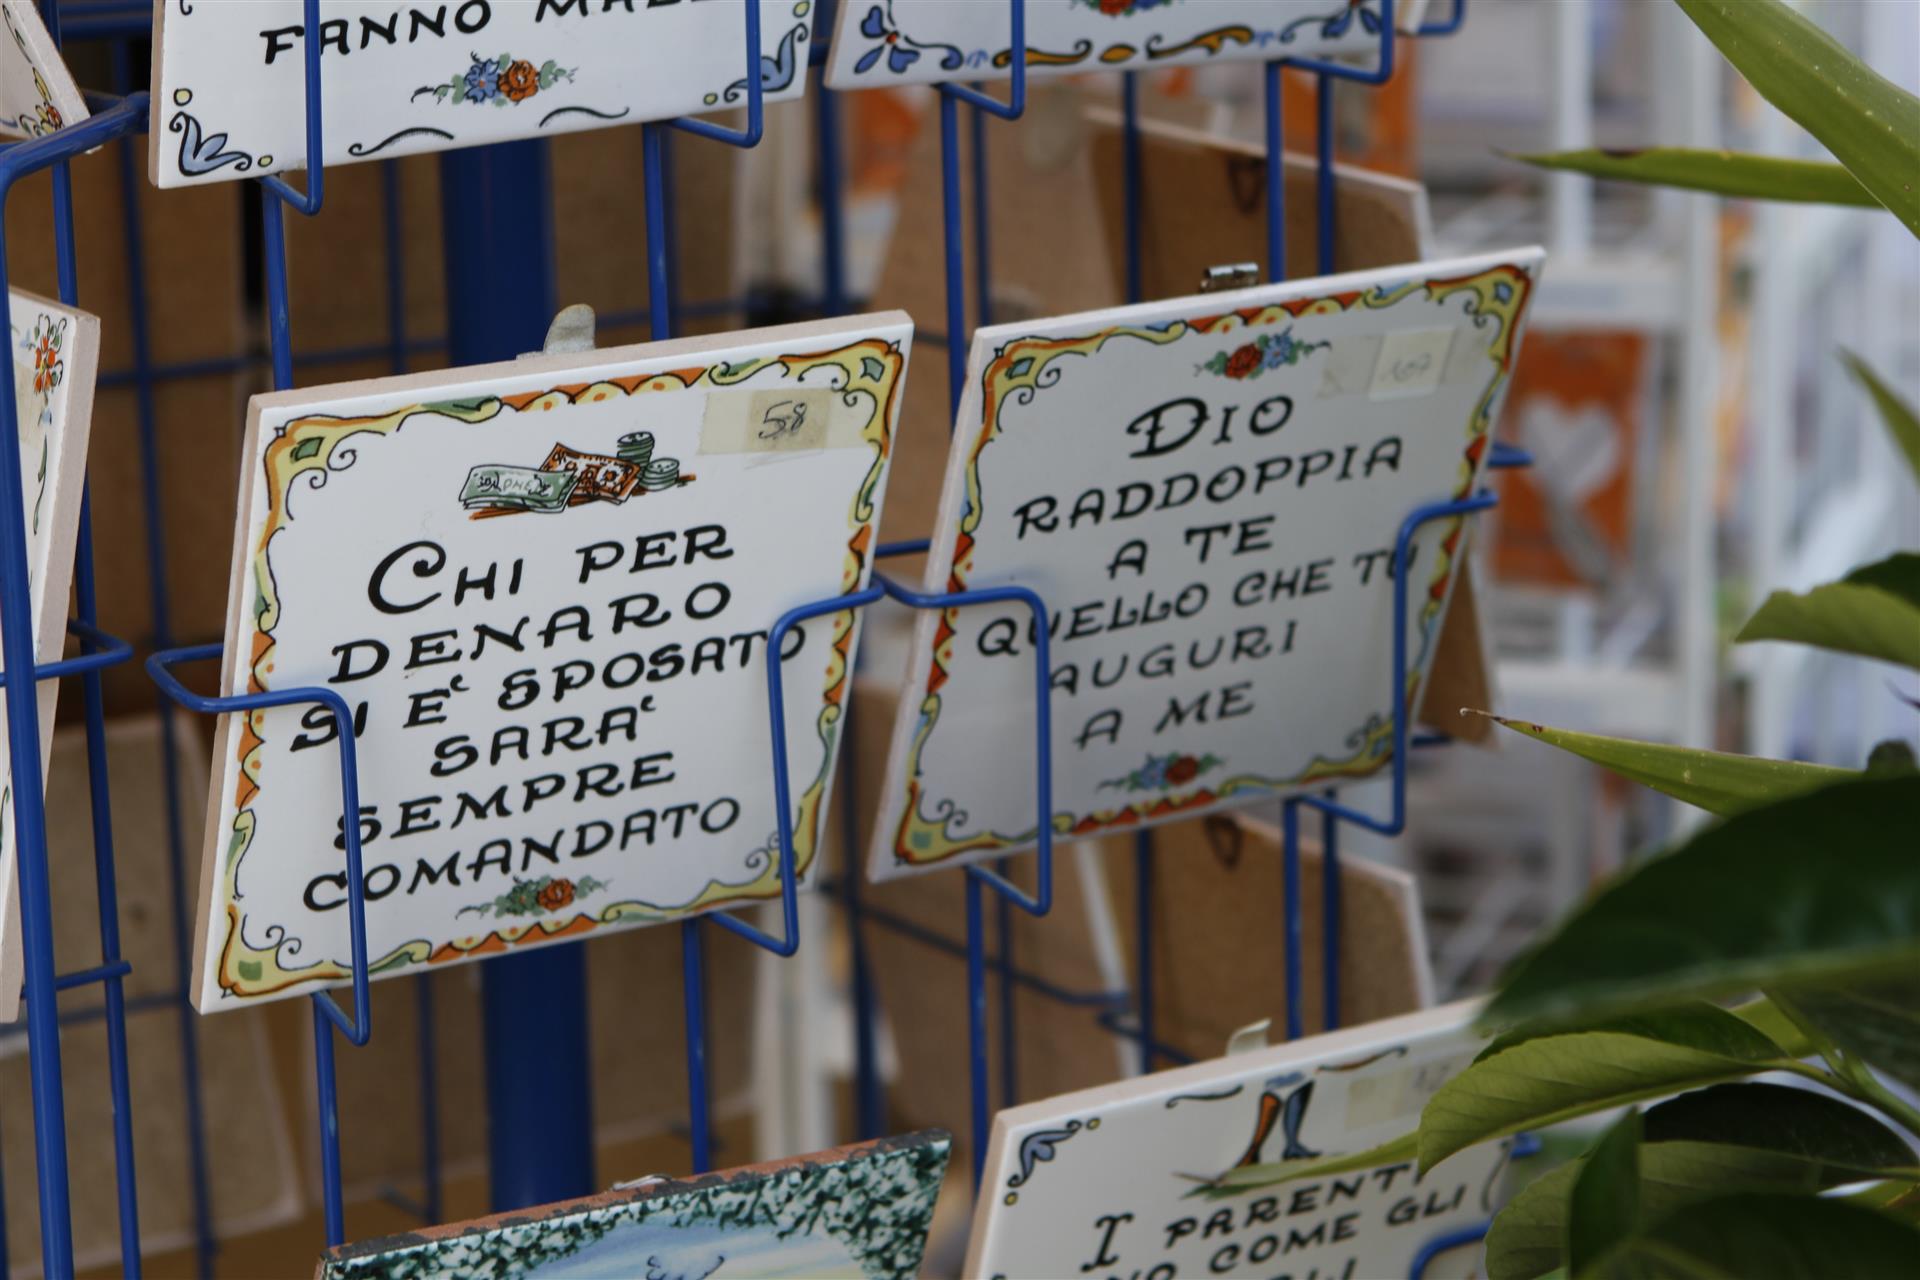 FANNO
58
CHI PER
DENARO
SI E' SPOSATO
SARA'
SEMPRE
COMANDATO
107
DIO
RADDOPPIA
A TE
QUELLO CHE TU
AUGURI
A ME
I PARENTI
COME GLI